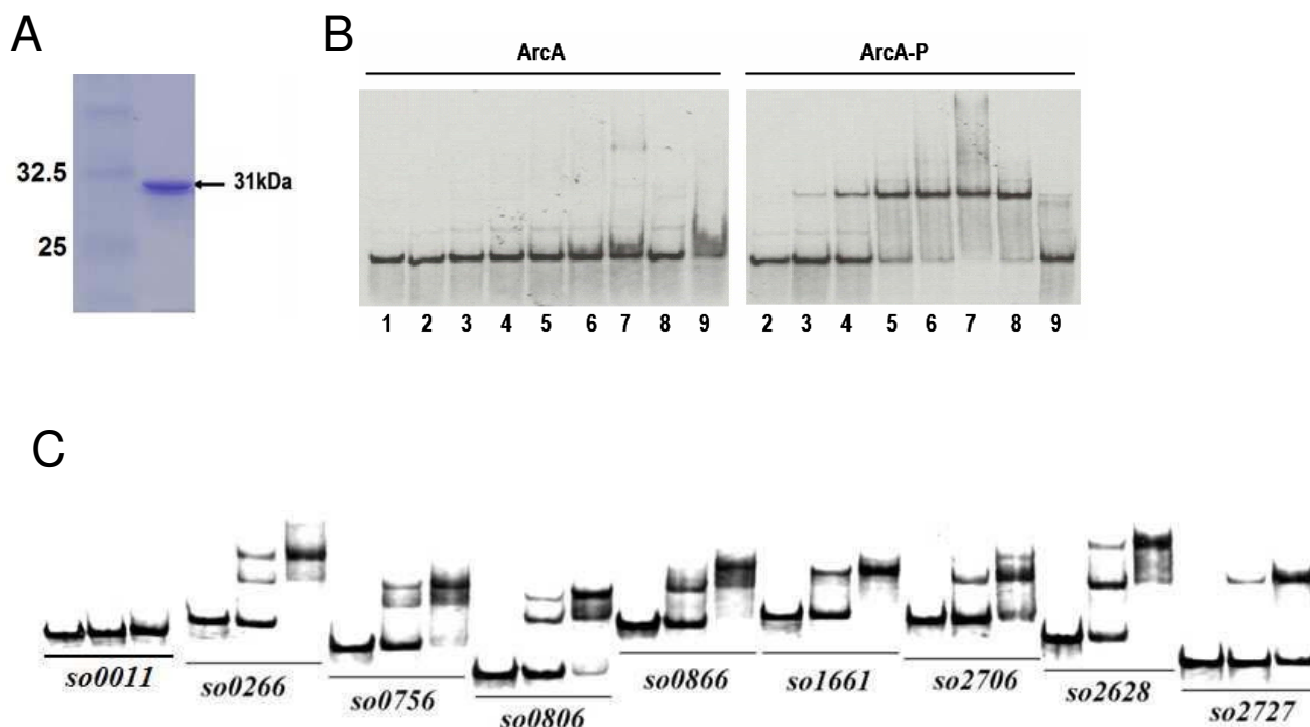 A
32.5
31kDa
25
B
ArcA
ArcA-P
1 2 3 4 5 6 7 8 9
2 3 4 5 6 7 8 9
C
so0011
so0266
so0756
so0806
so0866
so1661
so2706
so2628
so2727